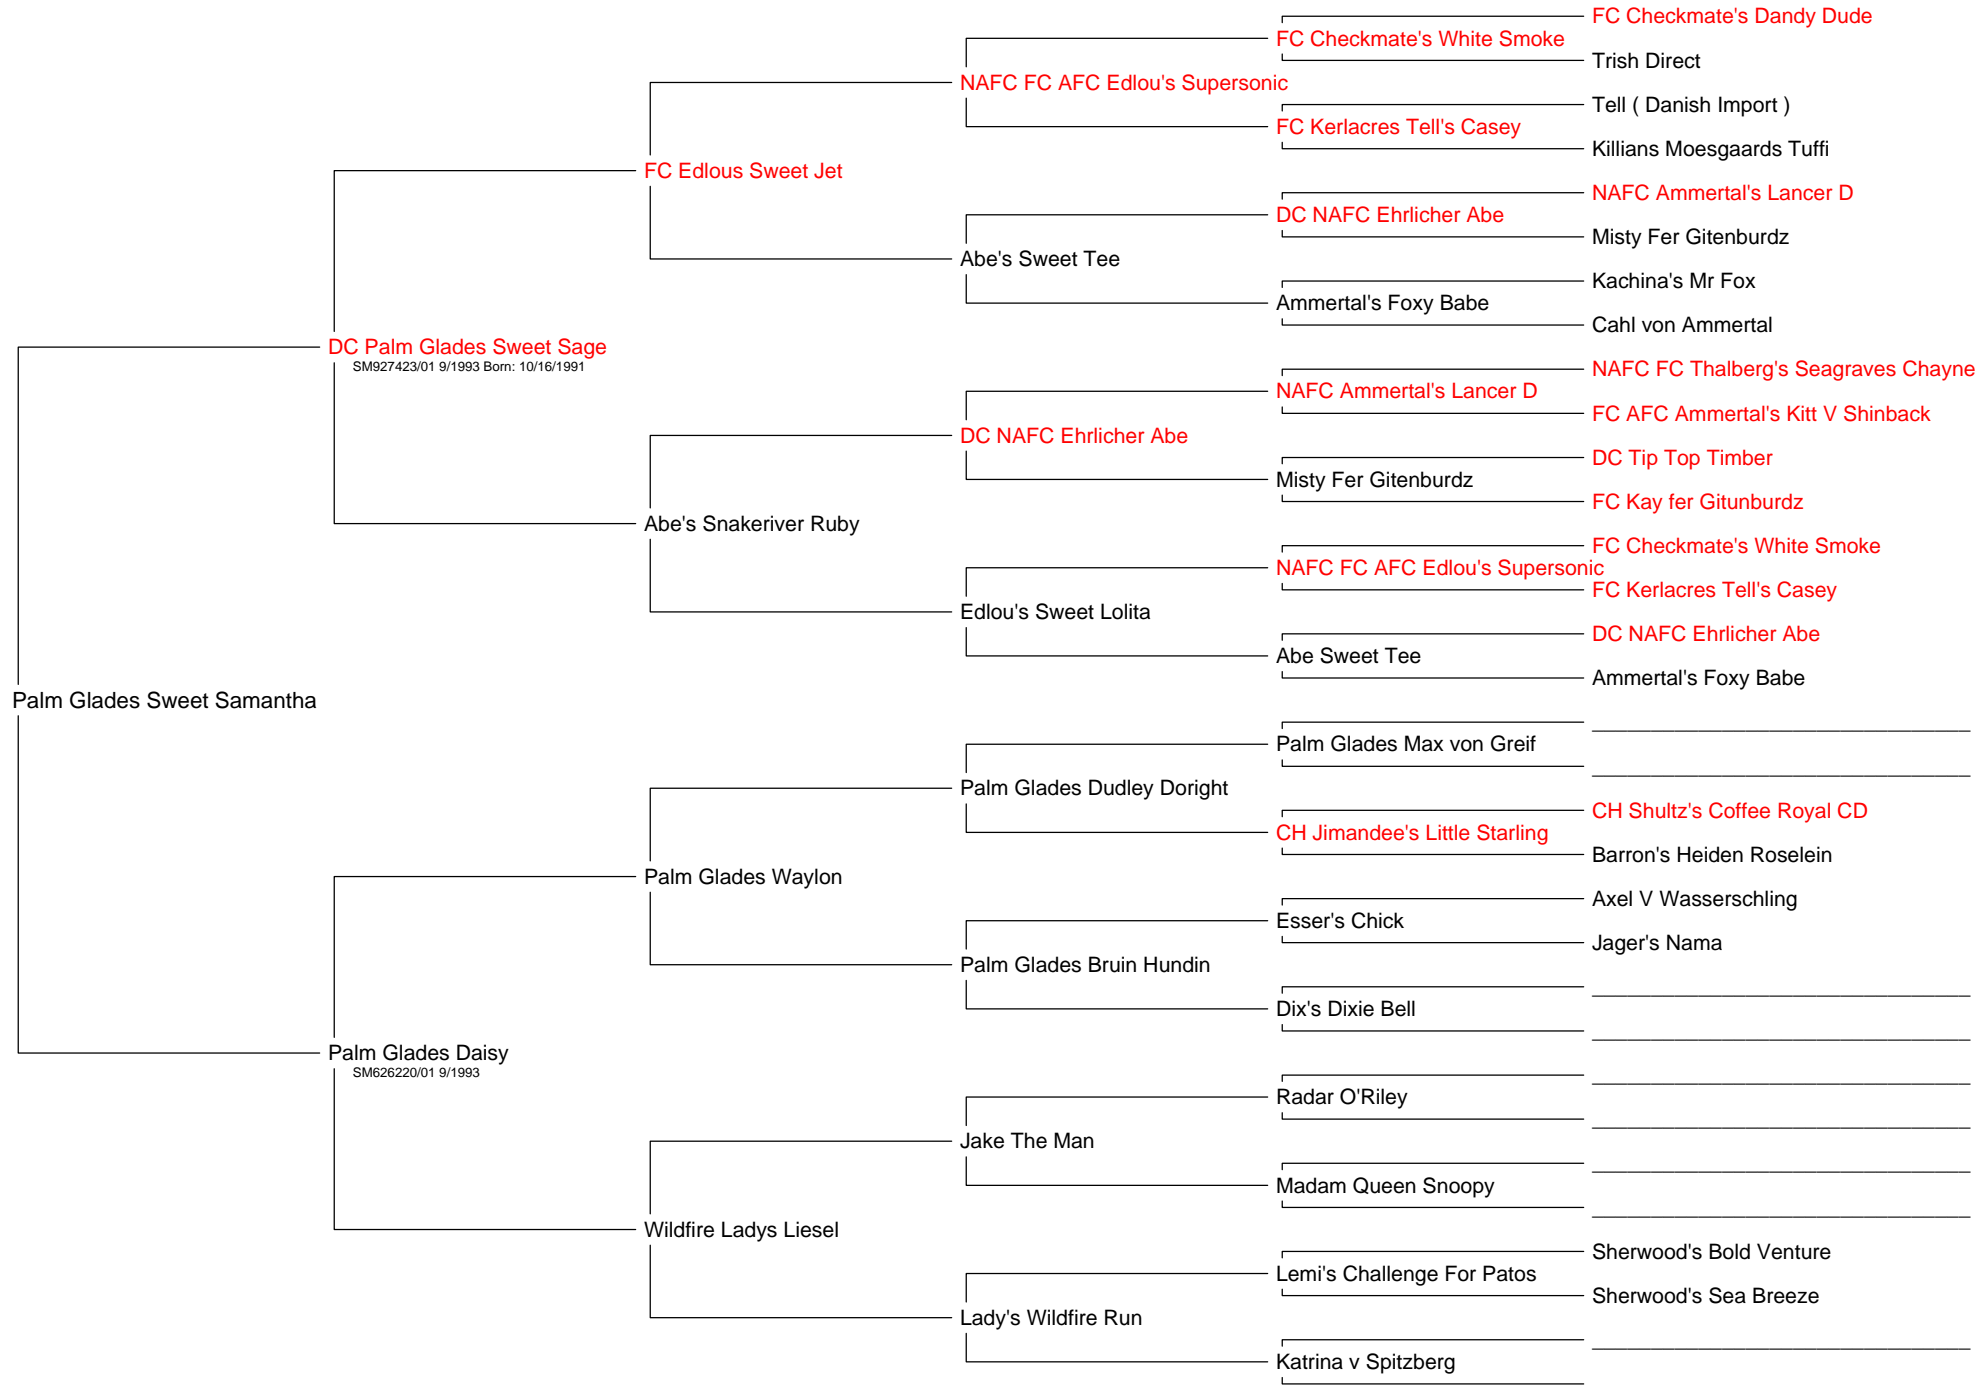 FC Checkmate's Dandy Dude
FC Checkmate's White Smoke
Trish Direct
NAFC FC AFC Edlou's Supersonic
Tell ( Danish Import )
FC Kerlacres Tell's Casey
Killians Moesgaards Tuffi
FC Edlous Sweet Jet
NAFC Ammertal's Lancer D
DC NAFC Ehrlicher Abe
Misty Fer Gitenburdz
Abe's Sweet Tee
Kachina's Mr Fox
Ammertal's Foxy Babe
Cahl von Ammertal
DC Palm Glades Sweet Sage
SM927423/01 9/1993 Born: 10/16/1991
NAFC FC Thalberg's Seagraves Chayne
NAFC Ammertal's Lancer D
FC AFC Ammertal's Kitt V Shinback
DC NAFC Ehrlicher Abe
DC Tip Top Timber
Misty Fer Gitenburdz
FC Kay fer Gitunburdz
Abe's Snakeriver Ruby
FC Checkmate's White Smoke
NAFC FC AFC Edlou's Supersonic
FC Kerlacres Tell's Casey
Edlou's Sweet Lolita
DC NAFC Ehrlicher Abe
Abe Sweet Tee
Ammertal's Foxy Babe
Palm Glades Sweet Samantha
Palm Glades Max von Greif
Palm Glades Dudley Doright
CH Shultz's Coffee Royal CD
CH Jimandee's Little Starling
Barron's Heiden Roselein
Palm Glades Waylon
Axel V Wasserschling
Esser's Chick
Jager's Nama
Palm Glades Bruin Hundin
Dix's Dixie Bell
Palm Glades Daisy
SM626220/01 9/1993
Radar O'Riley
Jake The Man
Madam Queen Snoopy
Wildfire Ladys Liesel
Sherwood's Bold Venture
Lemi's Challenge For Patos
Sherwood's Sea Breeze
Lady's Wildfire Run
Katrina v Spitzberg